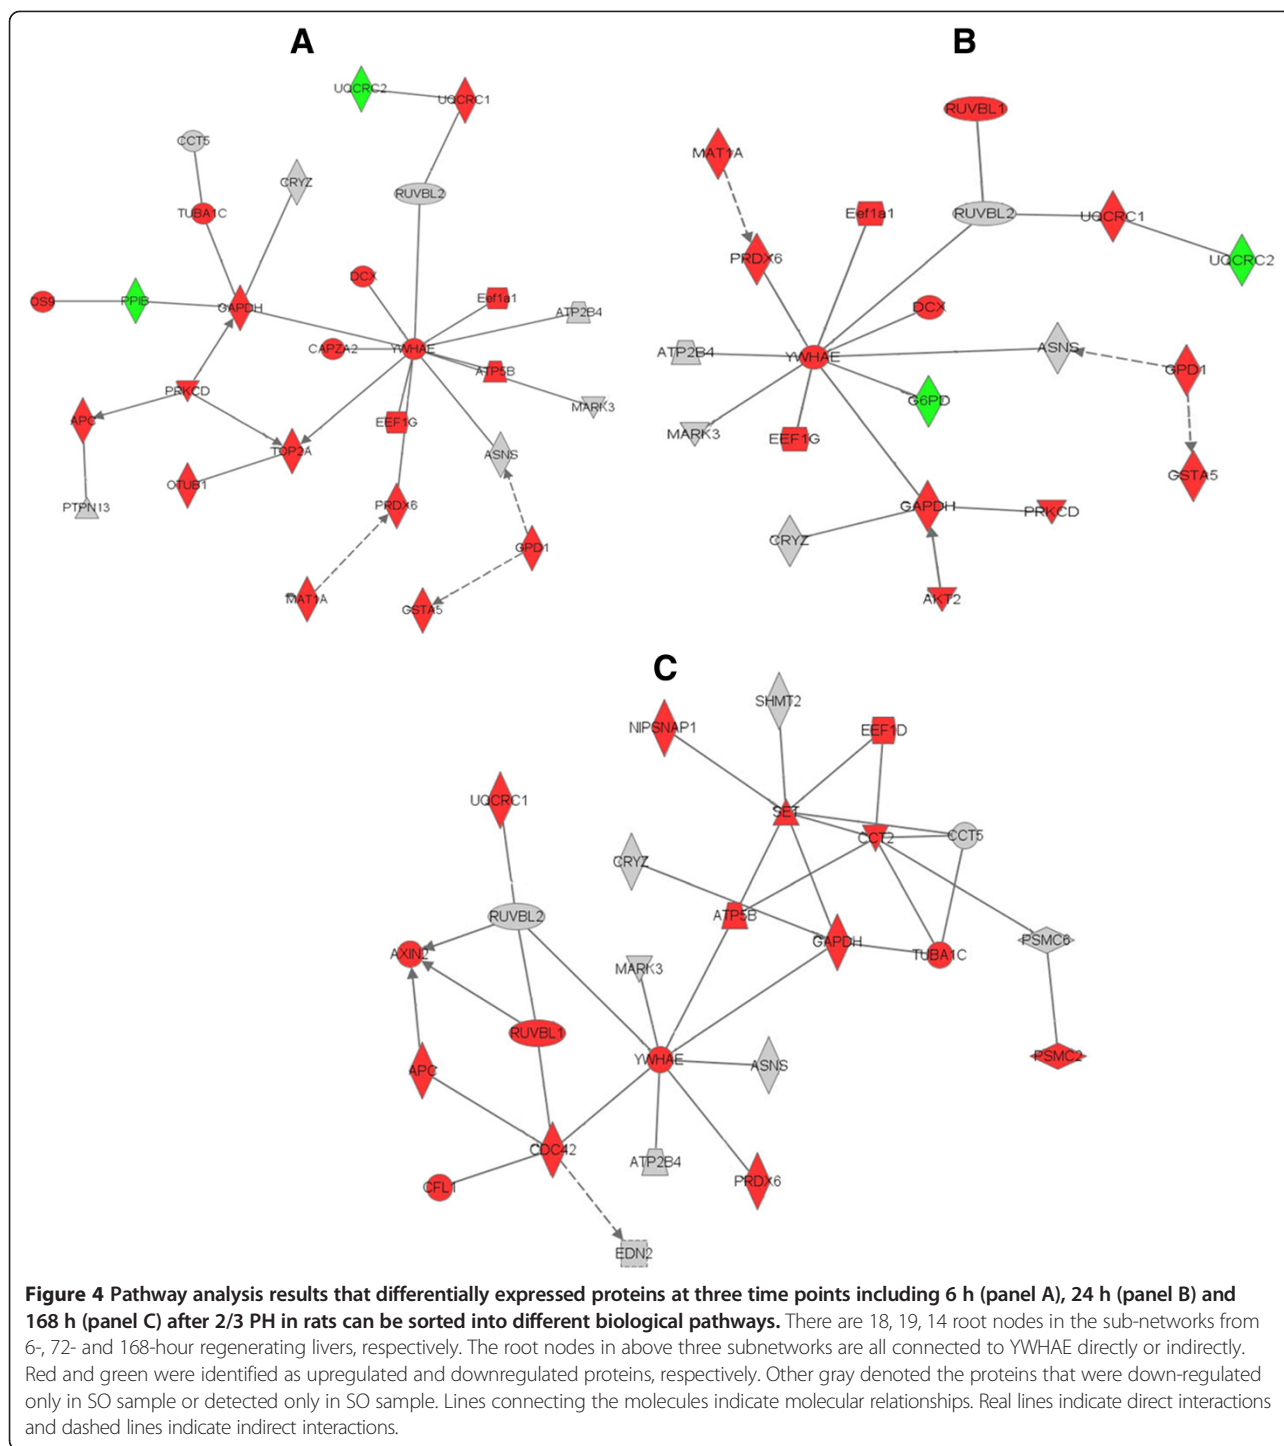 A
UQCRC2
UQCRC1
CCT5
CRYZ
RUVBL2
TUBA1C
DCX
OS9
PPIB
GAPDH
Eef1a1
ATP2B4
CAPZA2
YWHAE
ATP5B
PRKCD
MARK3
APC
EEF1G
TOP2A
ASNS
OTUB1
PTPN13
PRDX6
GPD1
MAT1A
GSTA5
B
RUVBL1
MAT1A
Eef1a1
RUVBL2
UQCRC1
PRDX6
UQCRC2
DCX
ATP2B4
YWHAE
ASNS
GPD1
G6PD
MARK3
EEF1G
GSTA5
GAPDH
PRKCD
CRYZ
AKT2
C
SHMT2
NIPSNAP1
EEF1D
UQCRC1
SET
CCT2
CCT5
CRYZ
RUVBL2
ATP5B
AXIN2
GAPDH
TUBA1C
PSMC6
MARK3
RUVBL1
YWHAE
PSMC2
APC
ASNS
CDC42
ATP2B4
CFL1
PRDX6
EDN2
Figure 4 Pathway analysis results that differentially expressed proteins at three time points including 6 h (panel A), 24 h (panel B) and
168 h (panel C) after 2/3 PH in rats can be sorted into different biological pathways. There are 18, 19, 14 root nodes in the sub-networks from
6-, 72- and 168-hour regenerating livers, respectively. The root nodes in above three subnetworks are all connected to YWHAE directly or indirectly.
Red and green were identified as upregulated and downregulated proteins, respectively. Other gray denoted the proteins that were down-regulated
only in SO sample or detected only in SO sample. Lines connecting the molecules indicate molecular relationships. Real lines indicate direct interactions
and dashed lines indicate indirect interactions.